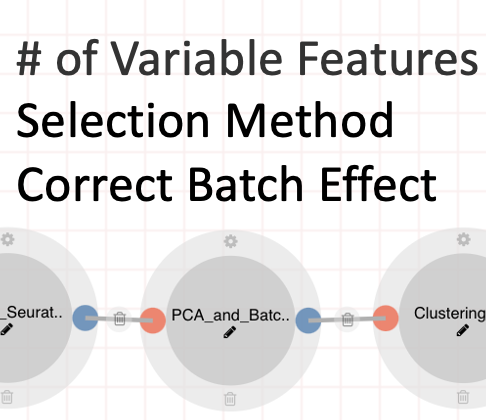 # of Variable Features
Selection Method
Correct Batch Effect
_Seurat..
PCA_and_Batc..
Clustering